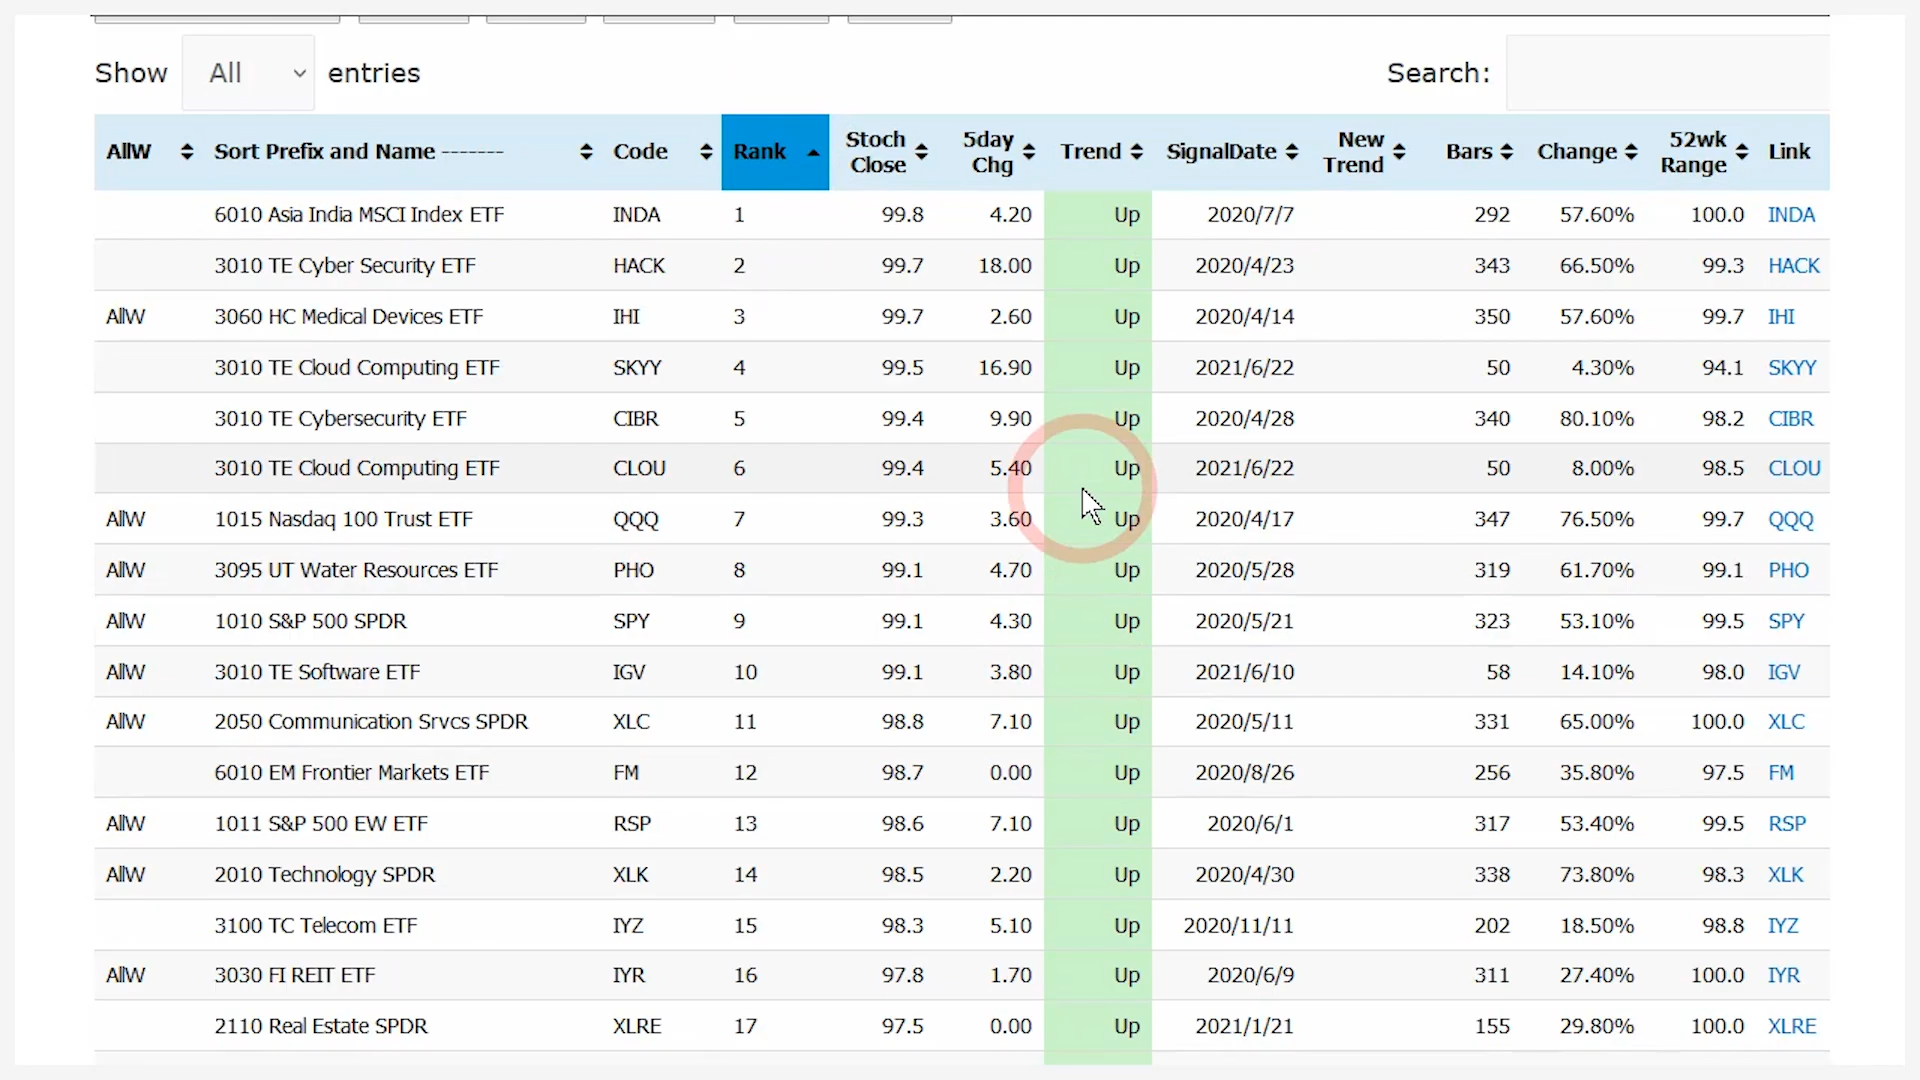 Show All entries Search:
AllW Sort Prefix and Name ------- Code Rank Stoch Close 5day Chg Trend SignalDate New Trend Bars Change 52wk Range Link
6010 Asia India MSCI Index ETF INDA 1 99.8 4.20 Up 2020/7/7 292 57.60% 100.0 INDA
3010 TE Cyber Security ETF HACK 2 99.7 18.00 Up 2020/4/23 343 66.50% 99.3 HACK
AllW 3060 HC Medical Devices ETF IHI 3 99.7 2.60 Up 2020/4/14 350 57.60% 99.7 IHI
3010 TE Cloud Computing ETF SKYY 4 99.5 16.90 Up 2021/6/22 50 4.30% 94.1 SKYY
3010 TE Cybersecurity ETF CIBR 5 99.4 9.90 Up 2020/4/28 340 80.10% 98.2 CIBR
3010 TE Cloud Computing ETF CLOU 6 99.4 5.40 Up 2021/6/22 50 8.00% 98.5 CLOU
AllW 1015 Nasdaq 100 Trust ETF QQQ 7 99.3 3.60 Up 2020/4/17 347 76.50% 99.7 QQQ
AllW 3095 UT Water Resources ETF PHO 8 99.1 4.70 Up 2020/5/28 319 61.70% 99.1 PHO
AllW 1010 S&P 500 SPDR SPY 9 99.1 4.30 Up 2020/5/21 323 53.10% 99.5 SPY
AllW 3010 TE Software ETF IGV 10 99.1 3.80 Up 2021/6/10 58 14.10% 98.0 IGV
AllW 2050 Communication Srvcs SPDR XLC 11 98.8 7.10 Up 2020/5/11 331 65.00% 100.0 XLC
6010 EM Frontier Markets ETF FM 12 98.7 0.00 Up 2020/8/26 256 35.80% 97.5 FM
AllW 1011 S&P 500 EW ETF RSP 13 98.6 7.10 Up 2020/6/1 317 53.40% 99.5 RSP
AllW 2010 Technology SPDR XLK 14 98.5 2.20 Up 2020/4/30 338 73.80% 98.3 XLK
3100 TC Telecom ETF IYZ 15 98.3 5.10 Up 2020/11/11 202 18.50% 98.8 IYZ
AllW 3030 FI REIT ETF IYR 16 97.8 1.70 Up 2020/6/9 311 27.40% 100.0 IYR
2110 Real Estate SPDR XLRE 17 97.5 0.00 Up 2021/1/21 155 29.80% 100.0 XLRE